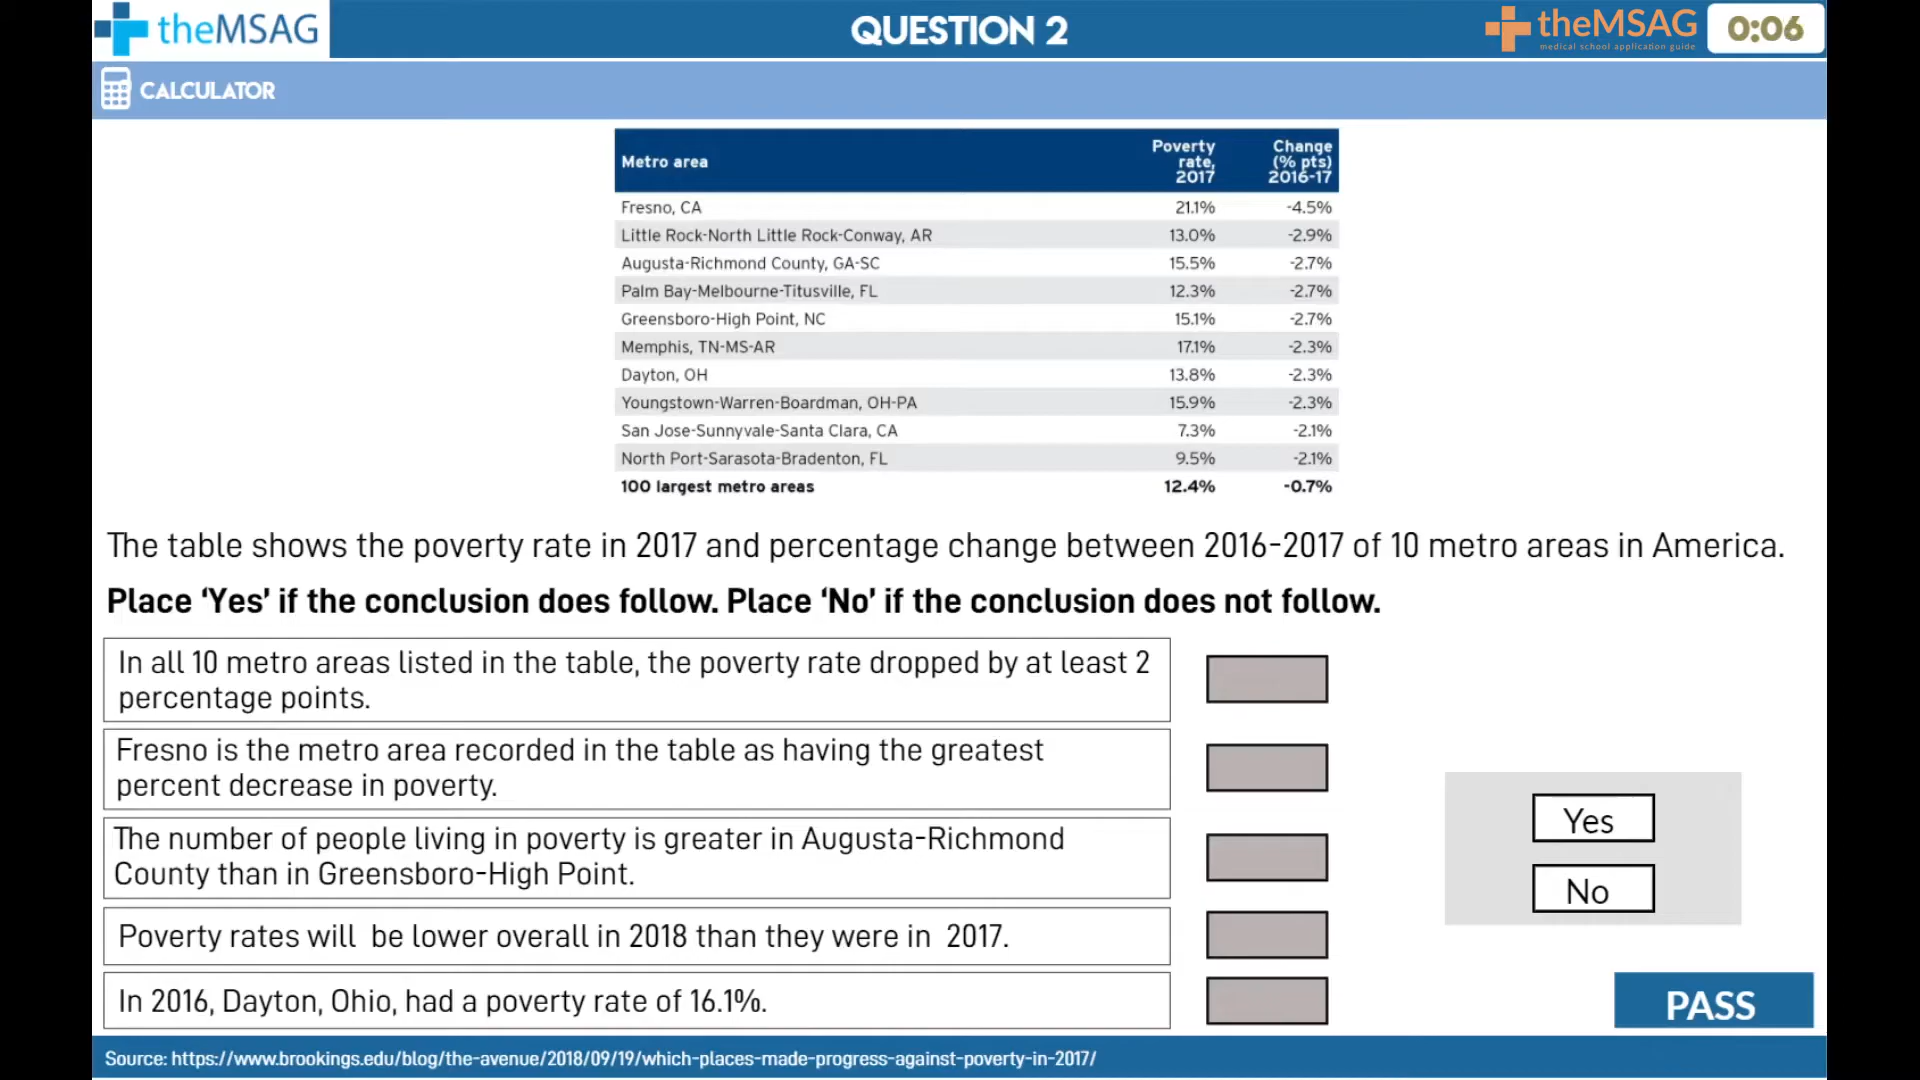 theMSAG
QUESTION 2
theMSAG
medical school application guide
0:06
CALCULATOR
Metro area Poverty rate, 2017 Change (% pts) 2016-17
Fresno, CA 21.1% -4.5%
Little Rock-North Little Rock-Conway, AR 13.0% -2.9%
Augusta-Richmond County, GA-SC 15.5% -2.7%
Palm Bay-Melbourne-Titusville, FL 12.3% -2.7%
Greensboro-High Point, NC 15.1% -2.7%
Memphis, TN-MS-AR 17.1% -2.3%
Dayton, OH 13.8% -2.3%
Youngstown-Warren-Boardman, OH-PA 15.9% -2.3%
San Jose-Sunnyvale-Santa Clara, CA 7.3% -2.1%
North Port-Sarasota-Bradenton, FL 9.5% -2.1%
100 largest metro areas 12.4% -0.7%
The table shows the poverty rate in 2017 and percentage change between 2016-2017 of 10 metro areas in America.
Place ‘Yes’ if the conclusion does follow. Place ‘No’ if the conclusion does not follow.
In all 10 metro areas listed in the table, the poverty rate dropped by at least 2
percentage points.
Fresno is the metro area recorded in the table as having the greatest
percent decrease in poverty.
The number of people living in poverty is greater in Augusta-Richmond
County than in Greensboro-High Point.
Poverty rates will be lower overall in 2018 than they were in 2017.
In 2016, Dayton, Ohio, had a poverty rate of 16.1%.
Yes
No
PASS
Source: https://www.brookings.edu/blog/the-avenue/2018/09/19/which-places-made-progress-against-poverty-in-2017/